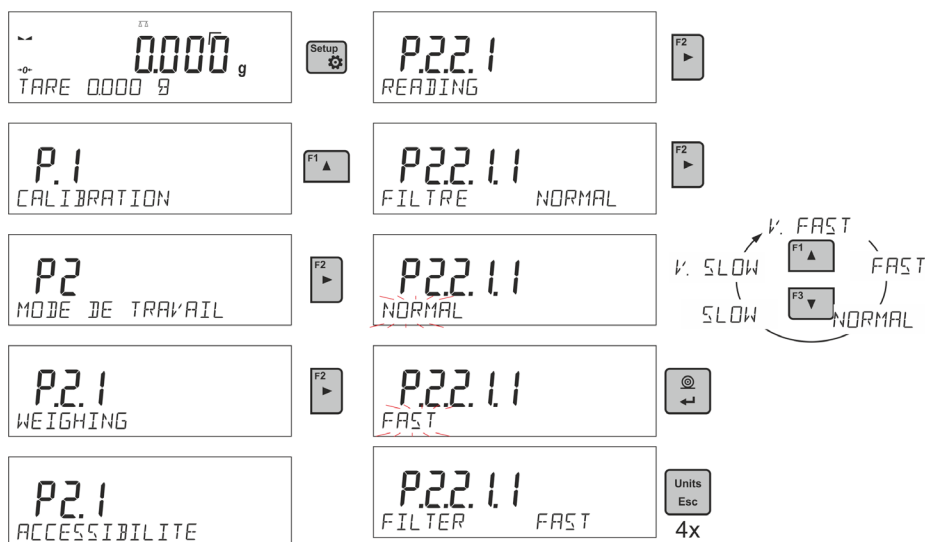 0.000 g
→0←
TARE 0.000 g
Setup
P.1
CALIBRATION
F1
P2
MODE DE TRAVAIL
F2
P.2.1
WEIGHING
F2
P2.1
ACCESSIBILITE
P.2.2.1
READING
F2
P2.2.1.1
FILTRE NORMAL
F2
P.2.2.1.1
NORMAL
V. FAST
F1
V. SLOW FAST
F3
SLOW NORMAL
P.2.2.1.1
FAST
P.2.2.1.1
FILTER FAST
Units
Esc
4x